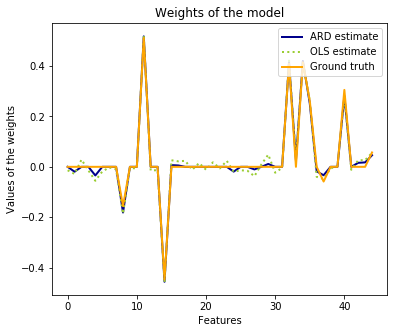 Weights of the model
ARD estimate
OLS estimate
Ground truth
0.4
0.2
0.0
−0.2
−0.4
Values of the weights
0 10 20 30 40
Features